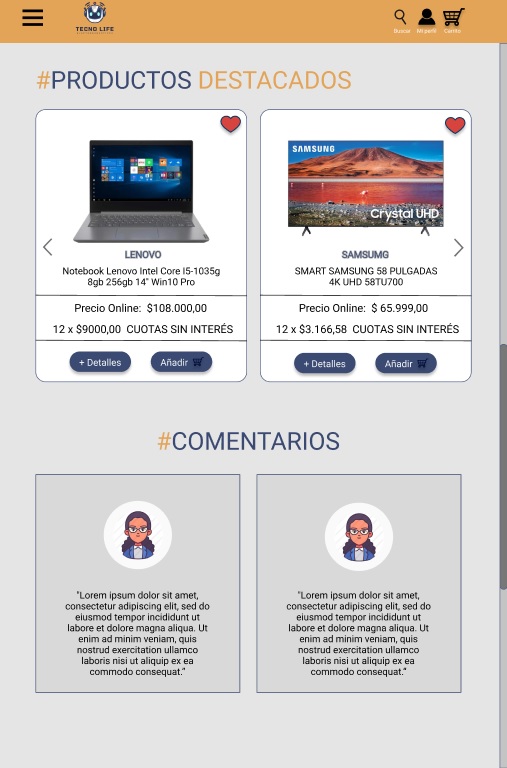 TECNO LIFE
Buscar Mi perfil Carrito
#PRODUCTOS DESTACADOS
LENOVO
Notebook Lenovo Intel Core I5-1035g
8gb 256gb 14" Win10 Pro
Precio Online: $108.000,00
12 x $9000,00 CUOTAS SIN INTERÉS
+ Detalles
Añadir
SAMSUNG
Crystal UHD
SAMSUMG
SMART SAMSUNG 58 PULGADAS
4K UHD 58TU700
Precio Online: $ 65.999,00
12 x $3.166,58 CUOTAS SIN INTERÉS
+ Detalles
Añadir
#COMENTARIOS
"Lorem ipsum dolor sit amet,
consectetur adipiscing elit, sed do
eiusmod tempor incididunt ut
labore et dolore magna aliqua. Ut
enim ad minim veniam, quis
nostrud exercitation ullamco
laboris nisi ut aliquip ex ea
commodo consequat."
"Lorem ipsum dolor sit amet,
consectetur adipiscing elit, sed do
eiusmod tempor incididunt ut
labore et dolore magna aliqua. Ut
enim ad minim veniam, quis
nostrud exercitation ullamco
laboris nisi ut aliquip ex ea
commodo consequat."